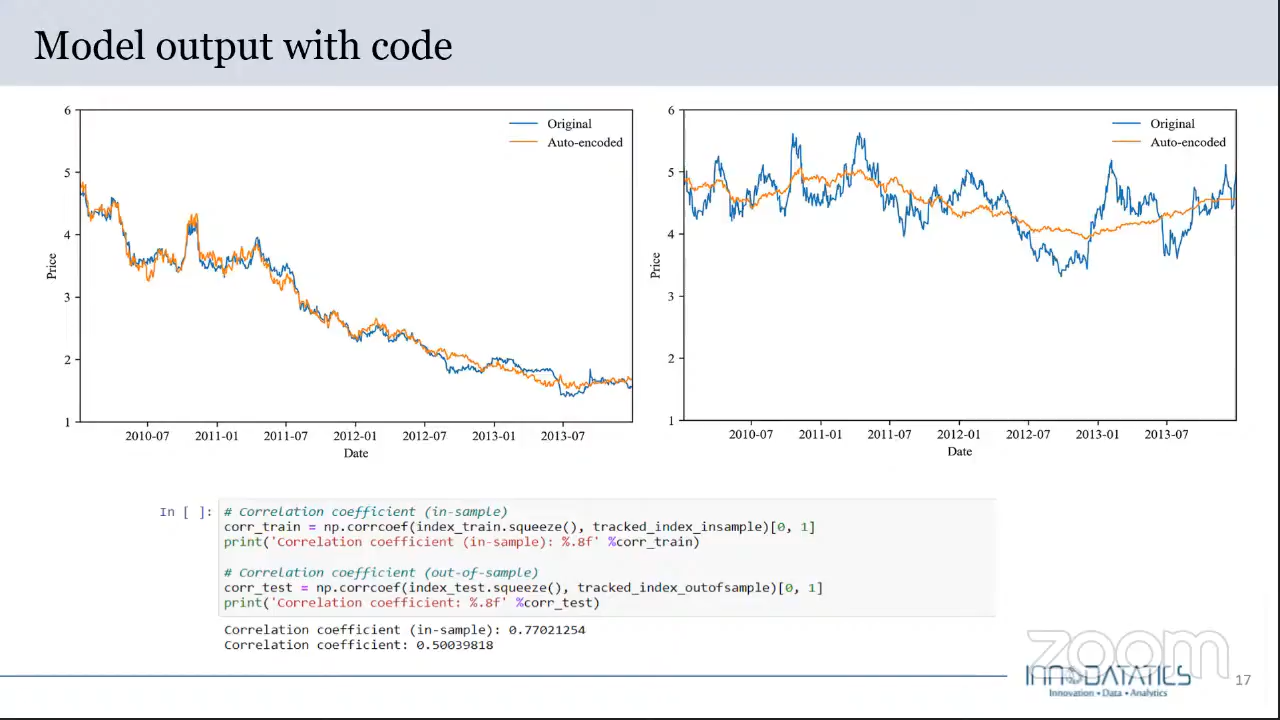 Model output with code
6
5
4
3
2
1
Price
Original
Auto-encoded
2010-07 2011-01 2011-07 2012-01 2012-07 2013-01 2013-07
Date
6
5
4
3
2
1
Price
Original
Auto-encoded
2010-07 2011-01 2011-07 2012-01 2012-07 2013-01 2013-07
Date
In [ ]:
# Correlation coefficient (in-sample)
corr_train = np.corrcoef(index_train.squeeze(), tracked_index_insample)[0, 1]
print('Correlation coefficient (in-sample): %.8f' %corr_train)
# Correlation coefficient (out-of-sample)
corr_test = np.corrcoef(index_test.squeeze(), tracked_index_outofsample)[0, 1]
print('Correlation coefficient: %.8f' %corr_test)
Correlation coefficient (in-sample): 0.77021254
Correlation coefficient: 0.50039818
zoom
INNODATATICS
Innovation • Data • Analytics
17